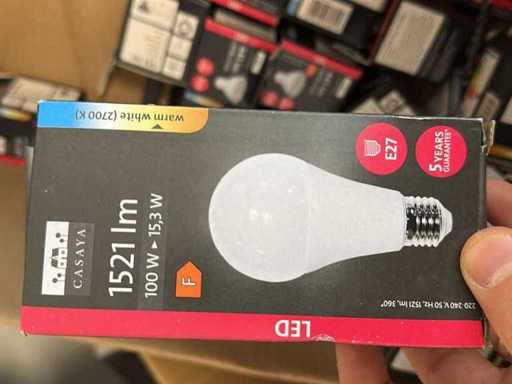 warm white (2700 K)
E27
5 YEARS
GUARANTEE*
CASAYA
1521 lm
100 W ▸ 15,3 W
F
220-240 V, 50 Hz, 1521 lm, 360°
LED